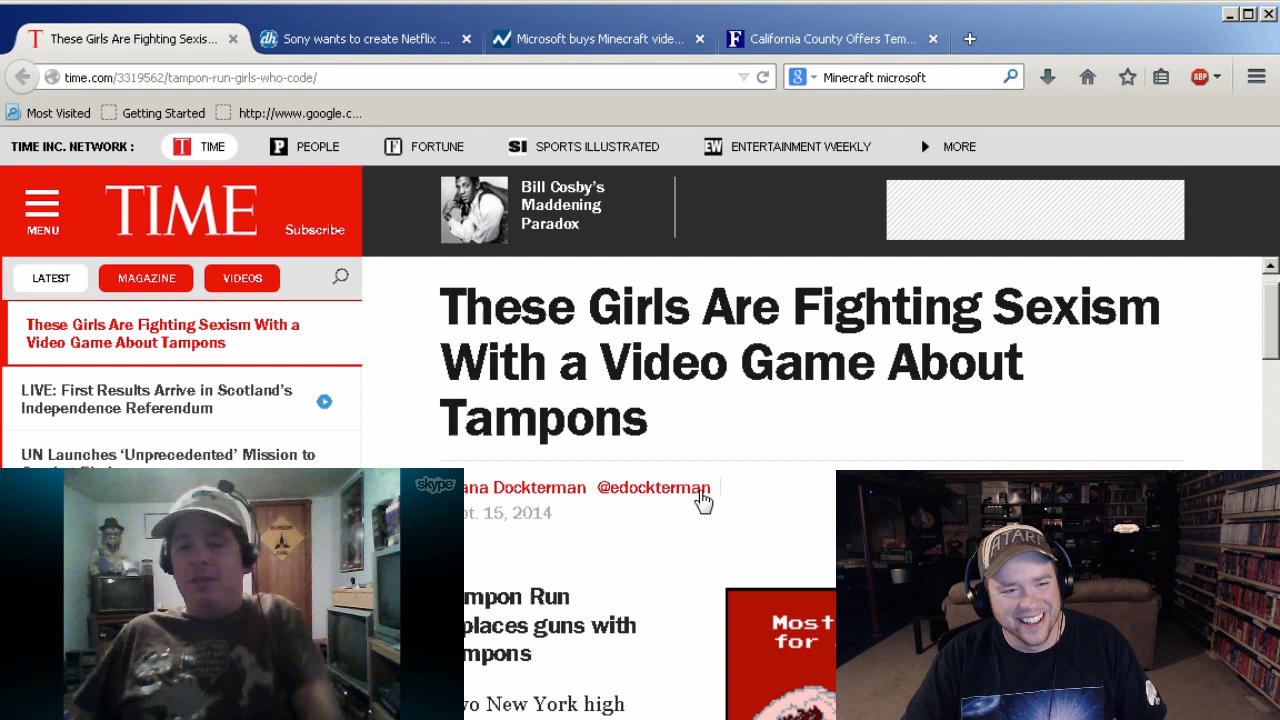 These Girls Are Fighting Sexis...
Sony wants to create Netflix ...
Microsoft buys Minecraft vide...
California County Offers Tem...
time.com/3319562/tampon-run-girls-who-code/
Minecraft microsoft
ABP
Most Visited
Getting Started
http://www.google.c...
TIME INC. NETWORK :
TIME
PEOPLE
FORTUNE
SI SPORTS ILLUSTRATED
EW ENTERTAINMENT WEEKLY
MORE
MENU
TIME
Subscribe
Bill Cosby's
Maddening
Paradox
LATEST
MAGAZINE
VIDEOS
These Girls Are Fighting Sexism With a
Video Game About Tampons
LIVE: First Results Arrive in Scotland's
Independence Referendum
UN Launches 'Unprecedented' Mission to
These Girls Are Fighting Sexism
With a Video Game About
Tampons
skype
ana Dockterman @edockterman
pt. 15, 2014
mpon Run
places guns with
mpons
wo New York high
Most
for
ATARI